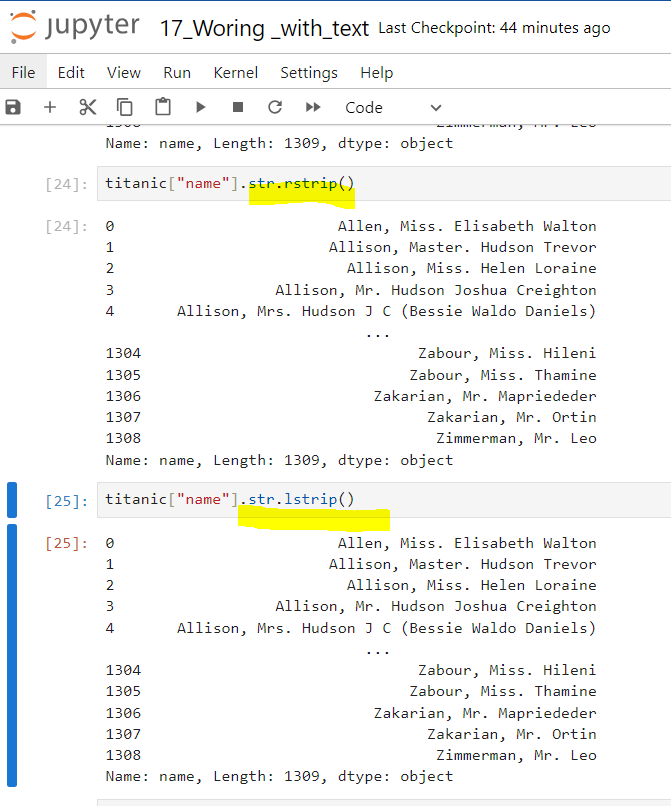 jupyter 17_Woring _with_text Last Checkpoint: 44 minutes ago
File Edit View Run Kernel Settings Help
Code
1308 Zimmerman, Mr. Leo
Name: name, Length: 1309, dtype: object
[24]: titanic["name"].str.rstrip()
[24]: 0 Allen, Miss. Elisabeth Walton
1 Allison, Master. Hudson Trevor
2 Allison, Miss. Helen Loraine
3 Allison, Mr. Hudson Joshua Creighton
4 Allison, Mrs. Hudson J C (Bessie Waldo Daniels)
...
1304 Zabour, Miss. Hileni
1305 Zabour, Miss. Thamine
1306 Zakarian, Mr. Mapriededer
1307 Zakarian, Mr. Ortin
1308 Zimmerman, Mr. Leo
Name: name, Length: 1309, dtype: object
[25]: titanic["name"].str.lstrip()
[25]: 0 Allen, Miss. Elisabeth Walton
1 Allison, Master. Hudson Trevor
2 Allison, Miss. Helen Loraine
3 Allison, Mr. Hudson Joshua Creighton
4 Allison, Mrs. Hudson J C (Bessie Waldo Daniels)
...
1304 Zabour, Miss. Hileni
1305 Zabour, Miss. Thamine
1306 Zakarian, Mr. Mapriededer
1307 Zakarian, Mr. Ortin
1308 Zimmerman, Mr. Leo
Name: name, Length: 1309, dtype: object